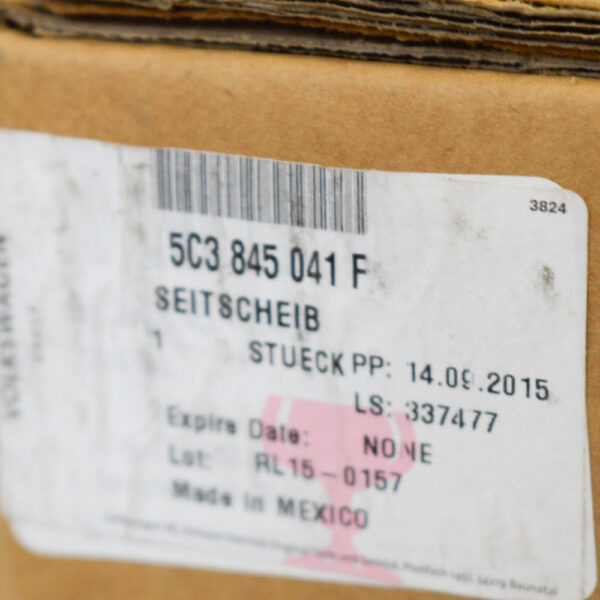 3824
5C3 845 041 F
SEITSCHEIB
1 STUECK PP: 14.09.2015
LS: 337477
Expire Date: NONE
Lot: RL15-0157
Made in MEXICO
VOLKSWAGEN